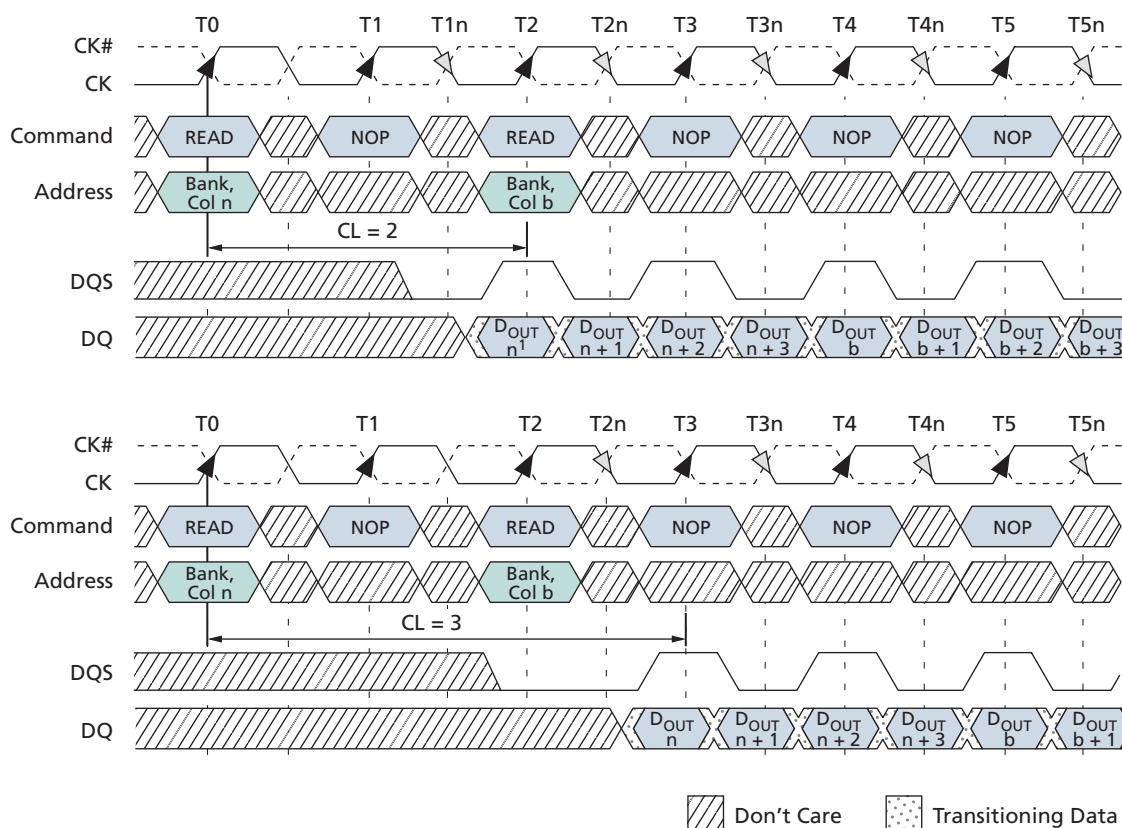 T0 T1 T1n T2 T2n T3 T3n T4 T4n T5 T5n
CK#
CK
Command READ NOP READ NOP NOP NOP
Address Bank, Col n Bank, Col b
CL = 2
DQS
DQ DOUT n¹ DOUT n + 1 DOUT n + 2 DOUT n + 3 DOUT b DOUT b + 1 DOUT b + 2 DOUT b + 3
T0 T1 T2 T2n T3 T3n T4 T4n T5 T5n
CK#
CK
Command READ NOP READ NOP NOP NOP
Address Bank, Col n Bank, Col b
CL = 3
DQS
DQ DOUT n DOUT n + 1 DOUT n + 2 DOUT n + 3 DOUT b DOUT b + 1
Don't Care Transitioning Data